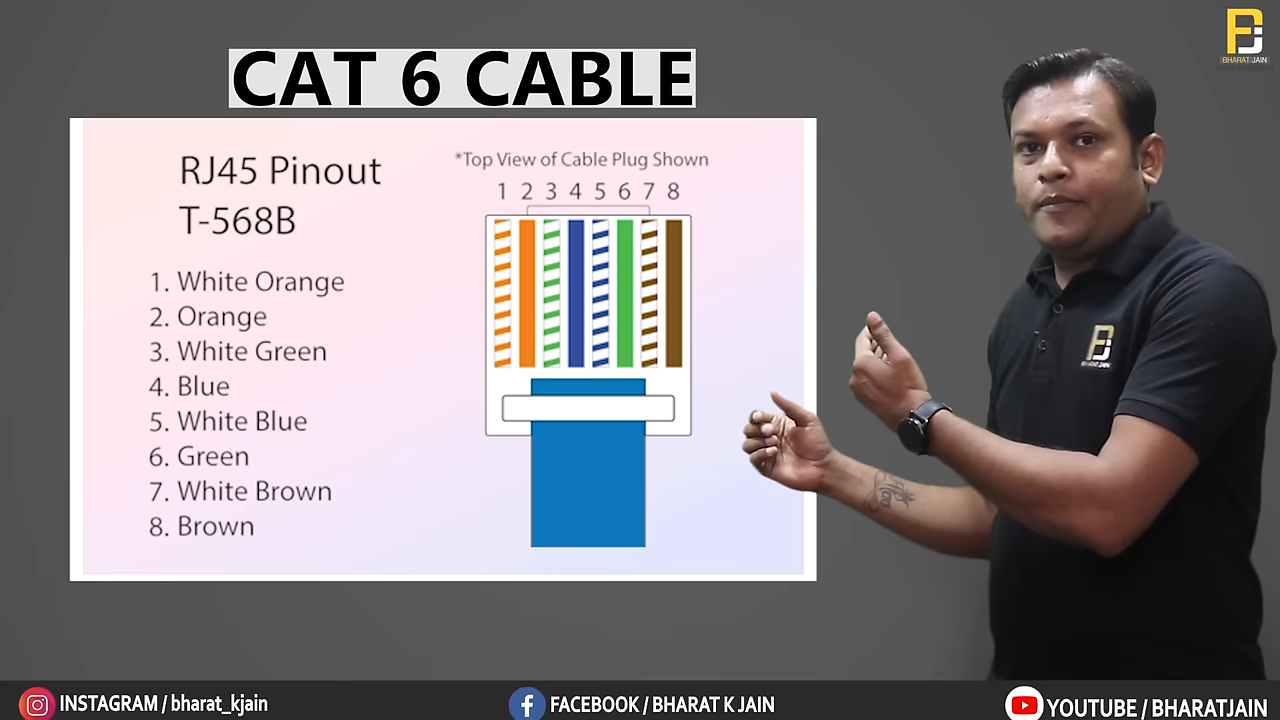 CAT 6 CABLE
BHARAT JAIN
RJ45 Pinout
T-568B
*Top View of Cable Plug Shown
1 2 3 4 5 6 7 8
1. White Orange
2. Orange
3. White Green
4. Blue
5. White Blue
6. Green
7. White Brown
8. Brown
BHARAT JAIN
INSTAGRAM / bharat_kjain
FACEBOOK / BHARAT K JAIN
YOUTUBE / BHARATJAIN